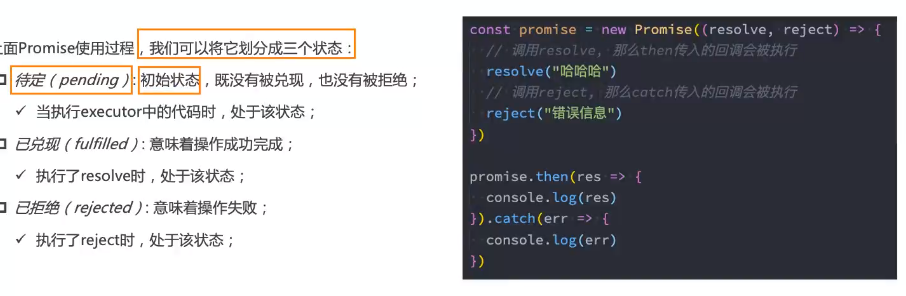 上面Promise使用过程，我们可以将它划分成三个状态：
待定（pending）: 初始状态，既没有被兑现，也没有被拒绝；
✓ 当执行executor中的代码时，处于该状态；
已兑现（fulfilled）: 意味着操作成功完成；
✓ 执行了resolve时，处于该状态；
已拒绝（rejected）: 意味着操作失败；
✓ 执行了reject时，处于该状态；
const promise = new Promise((resolve, reject) => {
// 调用resolve, 那么then传入的回调会被执行
resolve("哈哈哈")
// 调用reject, 那么catch传入的回调会被执行
reject("错误信息")
})
promise.then(res => {
console.log(res)
}).catch(err => {
console.log(err)
})